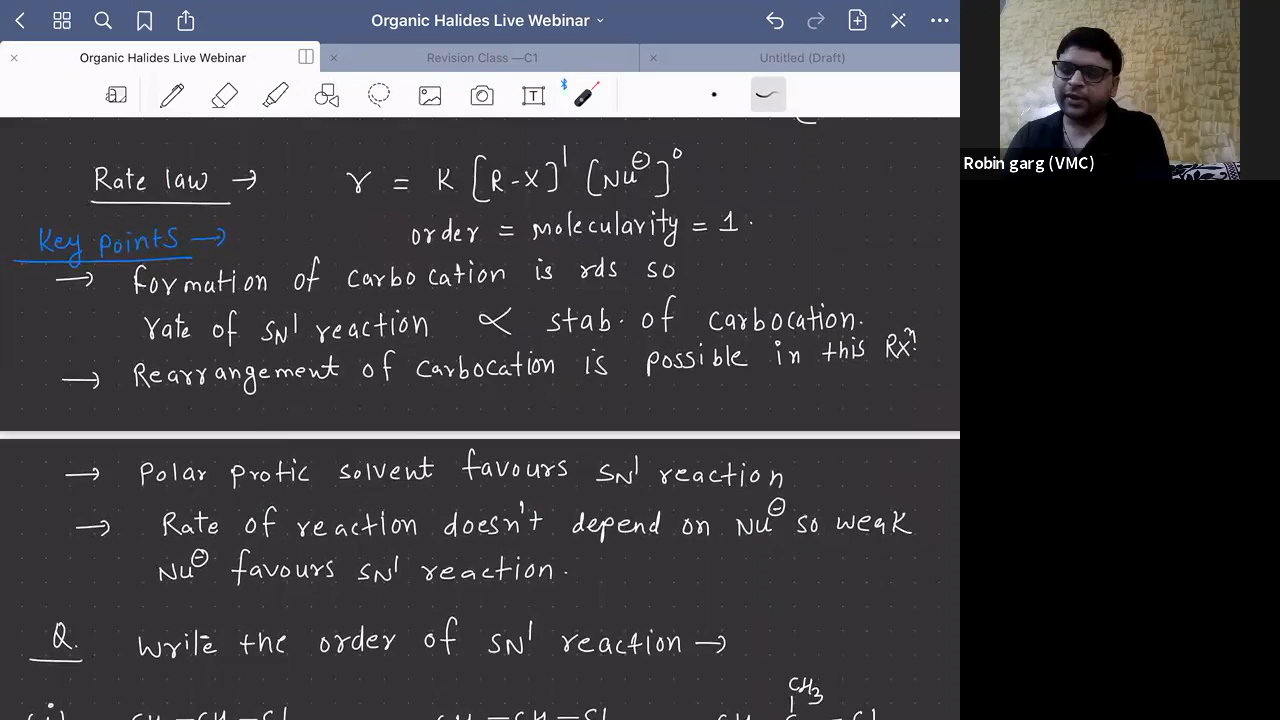 Organic Halides Live Webinar
Organic Halides Live Webinar
Revision Class —C1
Untitled (Draft)
T
Robin garg (VMC)
Rate law → r = K [R-X]¹ [Nu⊖]⁰
order = molecularity = 1.
Key points →
→ Formation of carbocation is rds so
rate of SN1 reaction ∝ stab. of carbocation.
→ Rearrangement of carbocation is possible in this Rxⁿ.
→ Polar protic solvent favours SN1 reaction
→ Rate of reaction doesn't depend on Nu⊖ so weak
Nu⊖ favours SN1 reaction.
Q. Write the order of SN1 reaction →
CH₃